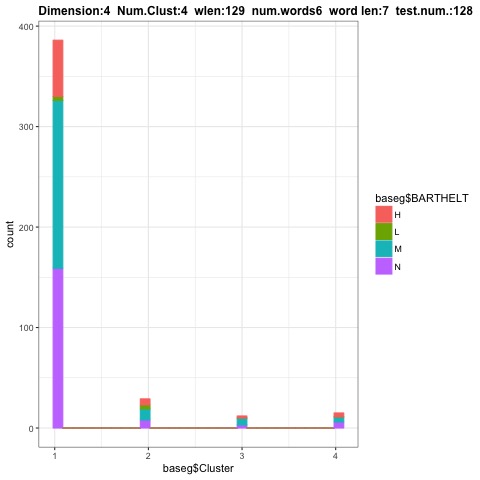 Dimension:4 Num.Clust:4 wlen:129 num.words6 word len:7 test.num.:128
400
300
200
100
0
count
1 2 3 4
baseg$Cluster
baseg$BARTHELT
H
L
M
N